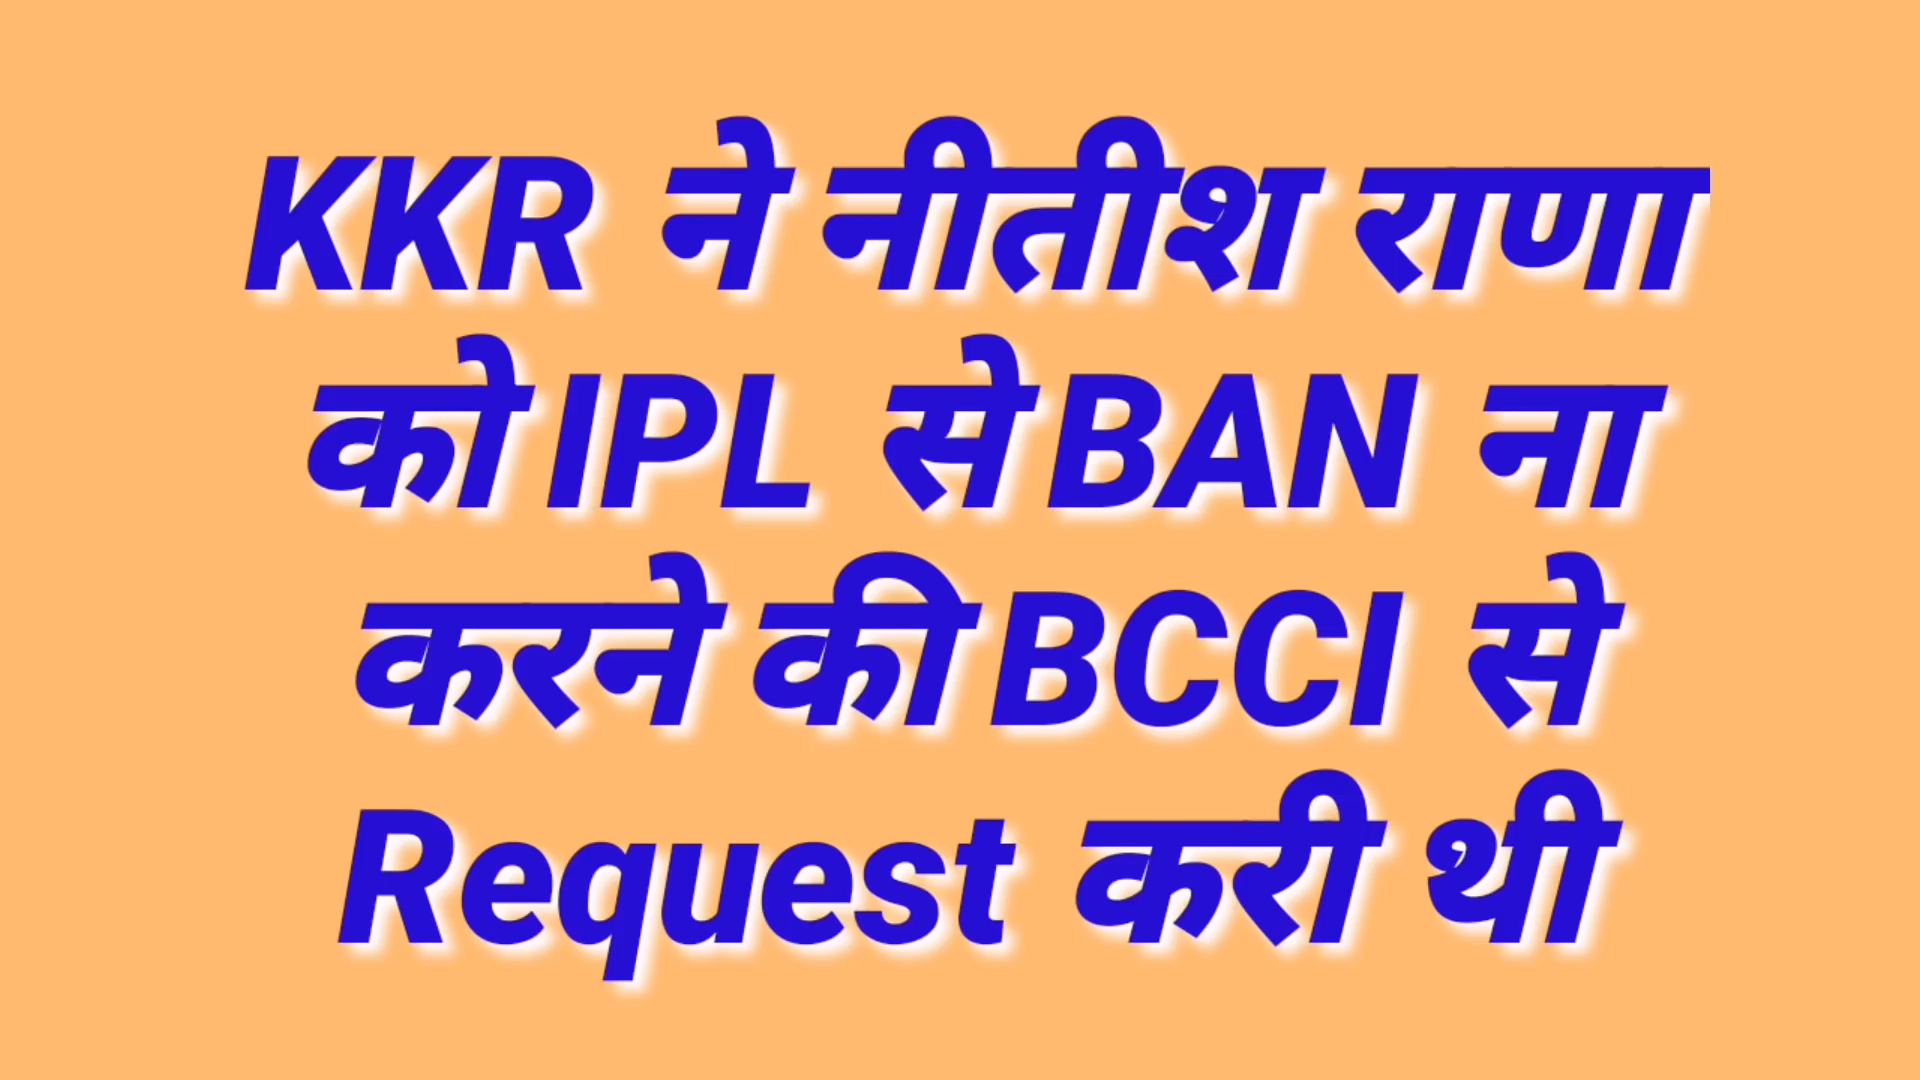 KKR ने नीतीश राणा
को IPL से BAN ना
करने की BCCI से
Request करी थी